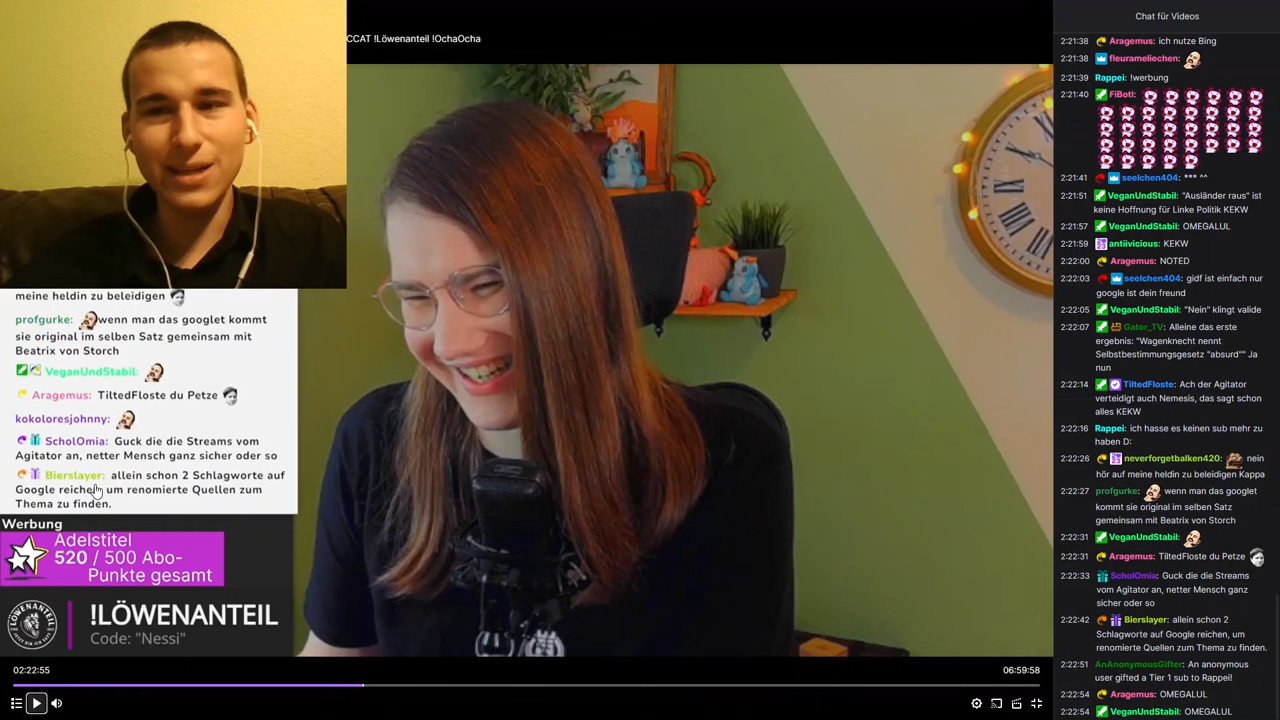 CCAT !Löwenanteil !OchaOcha
meine heldin zu beleidigen
profgurke: wenn man das googlet kommt
sie original im selben Satz gemeinsam mit
Beatrix von Storch
VeganUndStabil:
Aragemus: TiltedFloste du Petze
kokoloresjohnny:
ScholOmia: Guck die die Streams vom
Agitator an, netter Mensch ganz sicher oder so
Bierslayer: allein schon 2 Schlagworte auf
Google reichen, um renomierte Quellen zum
Thema zu finden.
Werbung
Adelstitel
520 / 500 Abo-
Punkte gesamt
LÖWENANTEIL
!LÖWENANTEIL
Code: "Nessi"
02:22:55
06:59:58
Chat für Videos
2:21:38 Aragemus: ich nutze Bing
2:21:38 fleurameliechen:
2:21:39 Rappei: !werbung
2:21:40 FiBotl:
2:21:41 seelchen404: *** ^^
2:21:51 VeganUndStabil: "Ausländer raus" ist
keine Hoffnung für Linke Politik KEKW
2:21:57 VeganUndStabil: OMEGALUL
2:21:59 antiivicious: KEKW
2:22:00 Aragemus: NOTED
2:22:03 seelchen404: gidf ist einfach nur
google ist dein freund
2:22:05 VeganUndStabil: "Nein" klingt valide
2:22:07 Gator_TV: Alleine das erste
ergebnis: "Wagenknecht nennt
Selbstbestimmungsgesetz "absurd"" Ja
nun
2:22:14 TiltedFloste: Ach der Agitator
verteidigt auch Nemesis, das sagt schon
alles KEKW
2:22:16 Rappei: ich hasse es keinen sub mehr zu
haben D:
2:22:26 neverforgetbalken420: nein
hör auf meine heldin zu beleidigen Kappa
2:22:27 profgurke: wenn man das googlet
kommt sie original im selben Satz
gemeinsam mit Beatrix von Storch
2:22:31 VeganUndStabil:
2:22:31 Aragemus: TiltedFloste du Petze
2:22:33 ScholOmia: Guck die die Streams
vom Agitator an, netter Mensch ganz
sicher oder so
2:22:42 Bierslayer: allein schon 2
Schlagworte auf Google reichen, um
renomierte Quellen zum Thema zu finden.
2:22:51 AnAnonymousGifter: An anonymous
user gifted a Tier 1 sub to Rappei!
2:22:54 Aragemus: OMEGALUL
2:22:54 VeganUndStabil: OMEGALUL